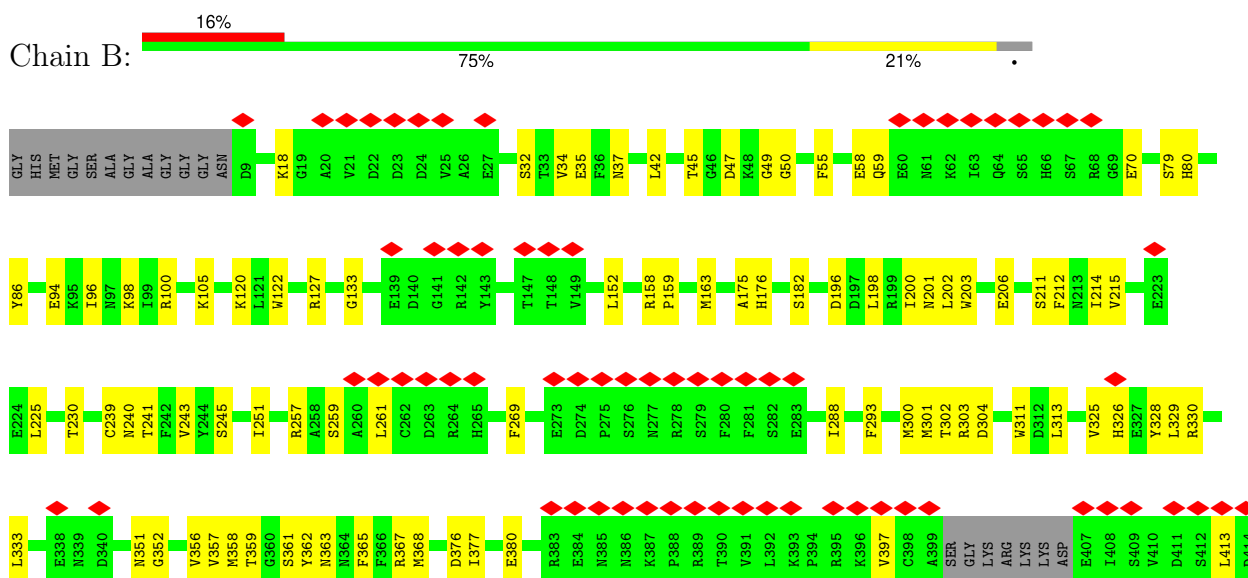 16%
Chain B:
75% 21% •
GLY HIS MET GLY SER ALA GLY ALA GLY GLY GLY ASN D9 K18 G19 A20 V21 D22 D23 D24 V25 A26 E27 S32 T33 V34 E35 F36 N37 L42 T45 G46 D47 K48 G49 G50 F55 E58 Q59 E60 N61 K62 I63 Q64 S65 H66 S67 R68 G69 E70 S79 H80
Y86 E94 K95 I96 N97 K98 I99 R100 K105 K120 L121 W122 R127 G133 E139 D140 G141 R142 Y143 T147 T148 V149 L152 R158 P159 M163 A175 H176 S182 D196 D197 L198 R199 I200 N201 L202 W203 E206 S211 F212 N213 I214 V215 E223
E224 L225 T230 C239 N240 T241 F242 V243 Y244 S245 I251 R257 A258 S259 A260 L261 C262 D263 R264 H265 F269 E273 D274 P275 S276 N277 R278 S279 F280 F281 S282 E283 I288 F293 M300 M301 T302 R303 D304 W311 D312 L313 V325 H326 E327 Y328 L329 R330
L333 E338 N339 D340 N351 G352 V356 V357 M358 T359 G360 S361 Y362 N363 N364 F365 F366 R367 M368 D376 I377 E380 R383 E384 N385 N386 K387 P388 R389 T390 V391 L392 K393 P394 R395 K396 V397 C398 A399 SER GLY LYS ARG LYS LYS ASP E407 I408 S409 V410 D411 S412 L413